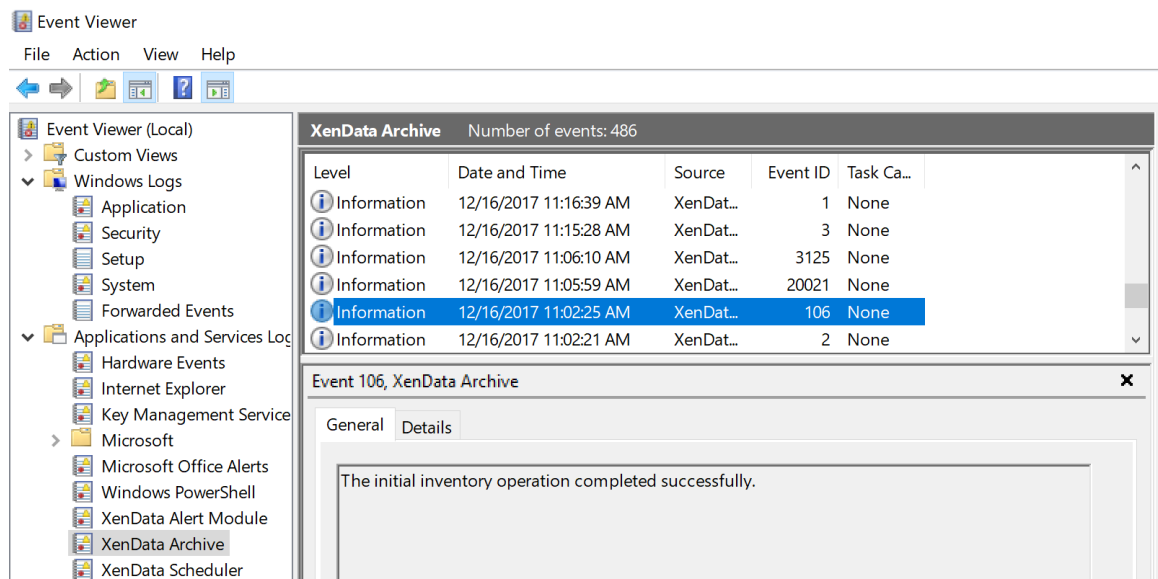 Event Viewer
File Action View Help
Event Viewer (Local)
Custom Views
Windows Logs
Application
Security
Setup
System
Forwarded Events
Applications and Services Log
Hardware Events
Internet Explorer
Key Management Service
Microsoft
Microsoft Office Alerts
Windows PowerShell
XenData Alert Module
XenData Archive
XenData Scheduler
XenData Archive Number of events: 486
Level Date and Time Source Event ID Task Ca...
Information 12/16/2017 11:16:39 AM XenDat... 1 None
Information 12/16/2017 11:15:28 AM XenDat... 3 None
Information 12/16/2017 11:06:10 AM XenDat... 3125 None
Information 12/16/2017 11:05:59 AM XenDat... 20021 None
Information 12/16/2017 11:02:25 AM XenDat... 106 None
Information 12/16/2017 11:02:21 AM XenDat... 2 None
Event 106, XenData Archive
General Details
The initial inventory operation completed successfully.